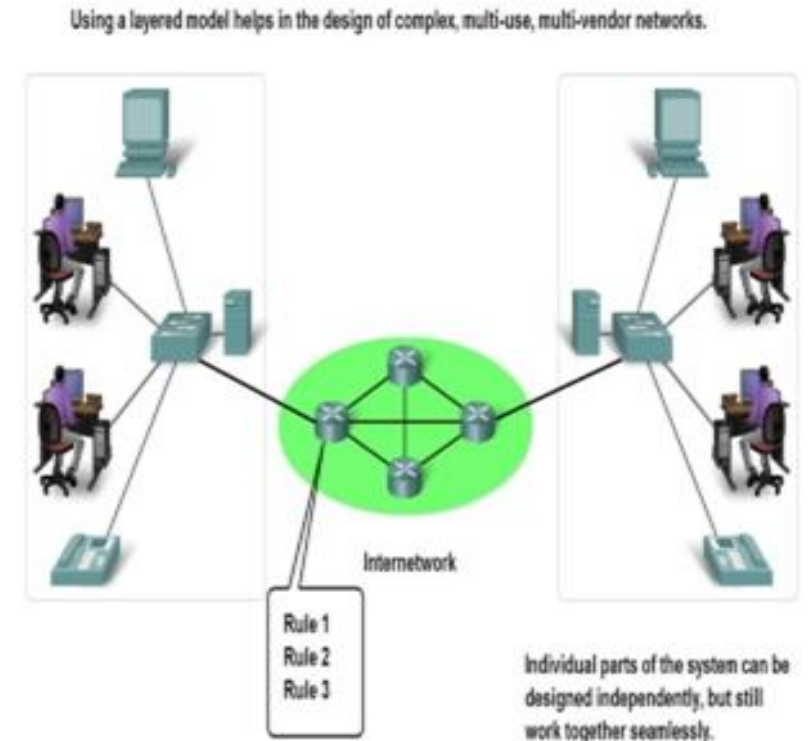 Using a layered model helps in the design of complex, multi-use, multi-vendor networks.
Internetwork
Rule 1
Rule 2
Rule 3
Individual parts of the system can be
designed independently, but still
work together seamlessly.